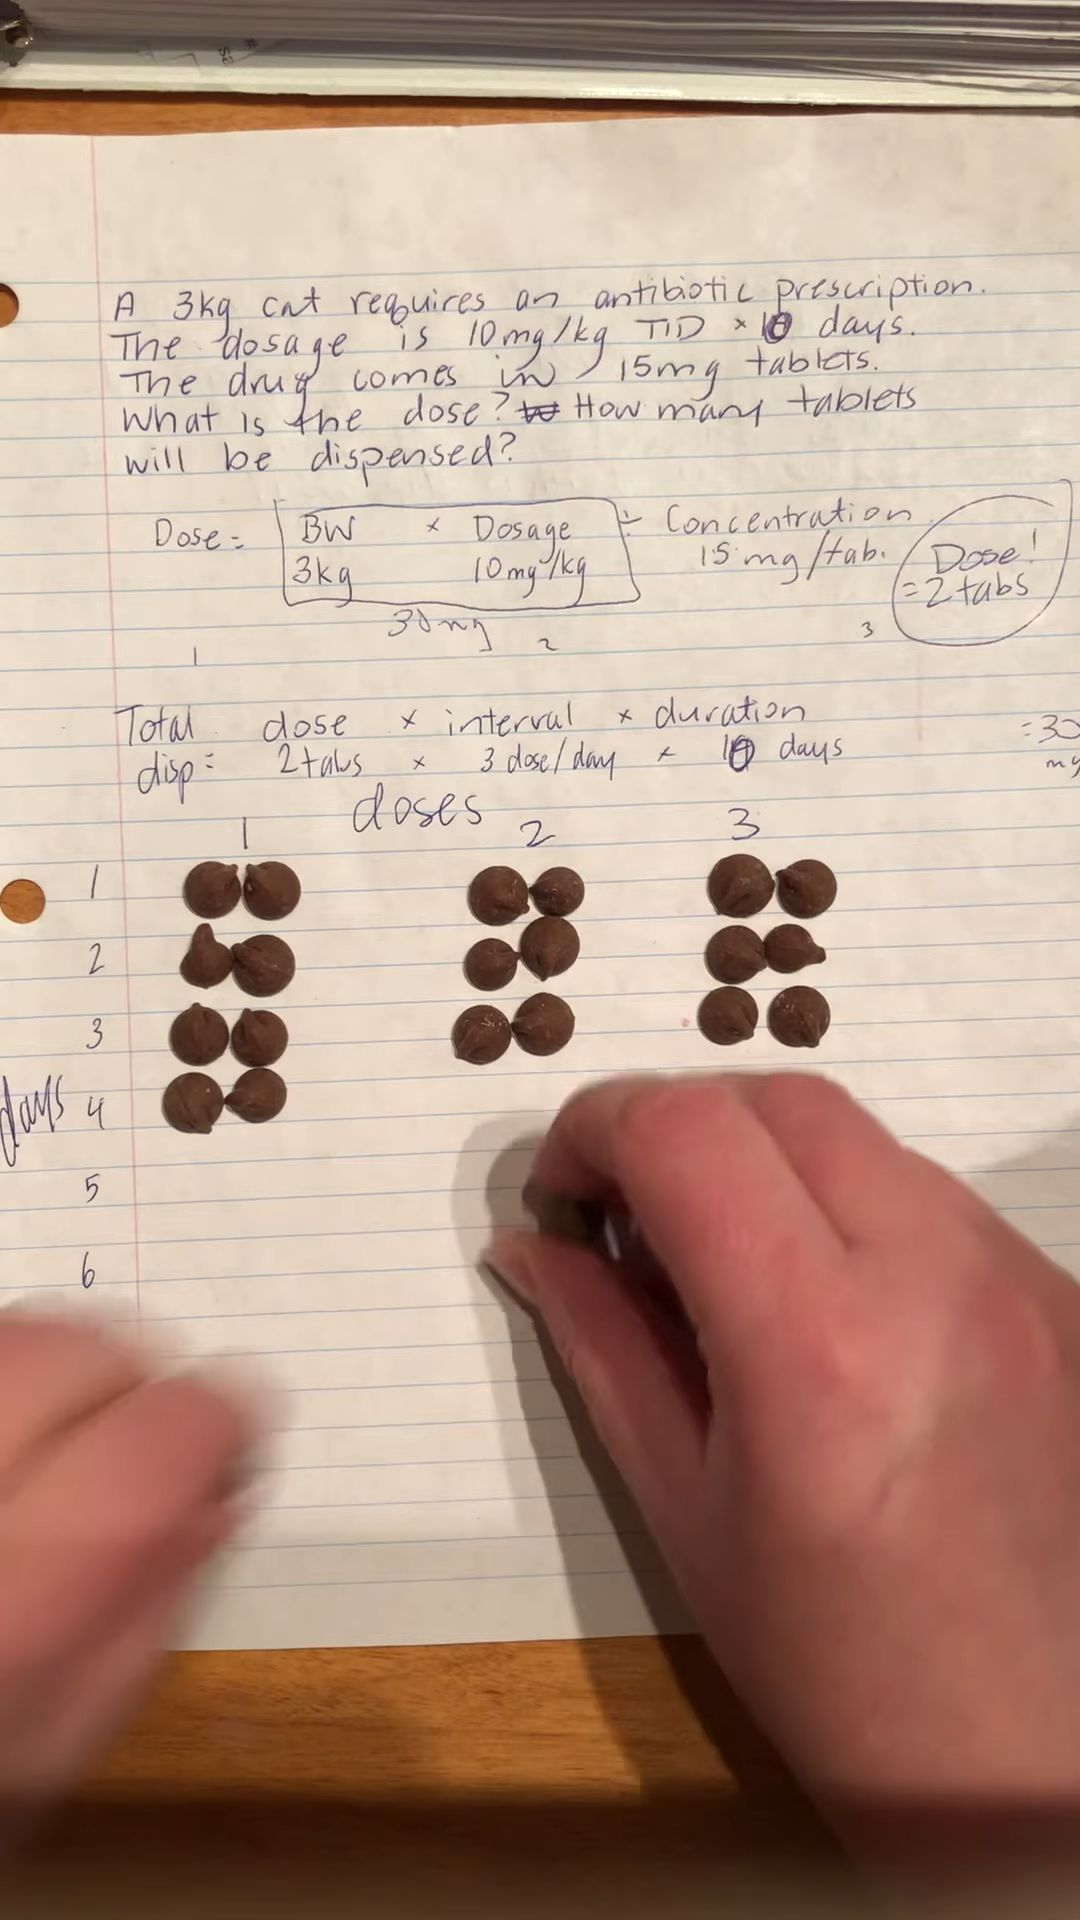 A 3kg cat requires an antibiotic prescription.
The dosage is 10mg/kg TID × 10 days.
The drug comes in 15mg tablets.
What is the dose? How many tablets
will be dispensed?
Dose = BW × Dosage ÷ Concentration
3kg 10mg/kg 15mg/tab.
Dose!
= 2 tabs
30mg
1 2 3
Total dose × interval × duration
disp = 2 tabs × 3 dose/day × 10 days
= 30
mg
doses
1 2 3
1
2
3
days 4
5
6